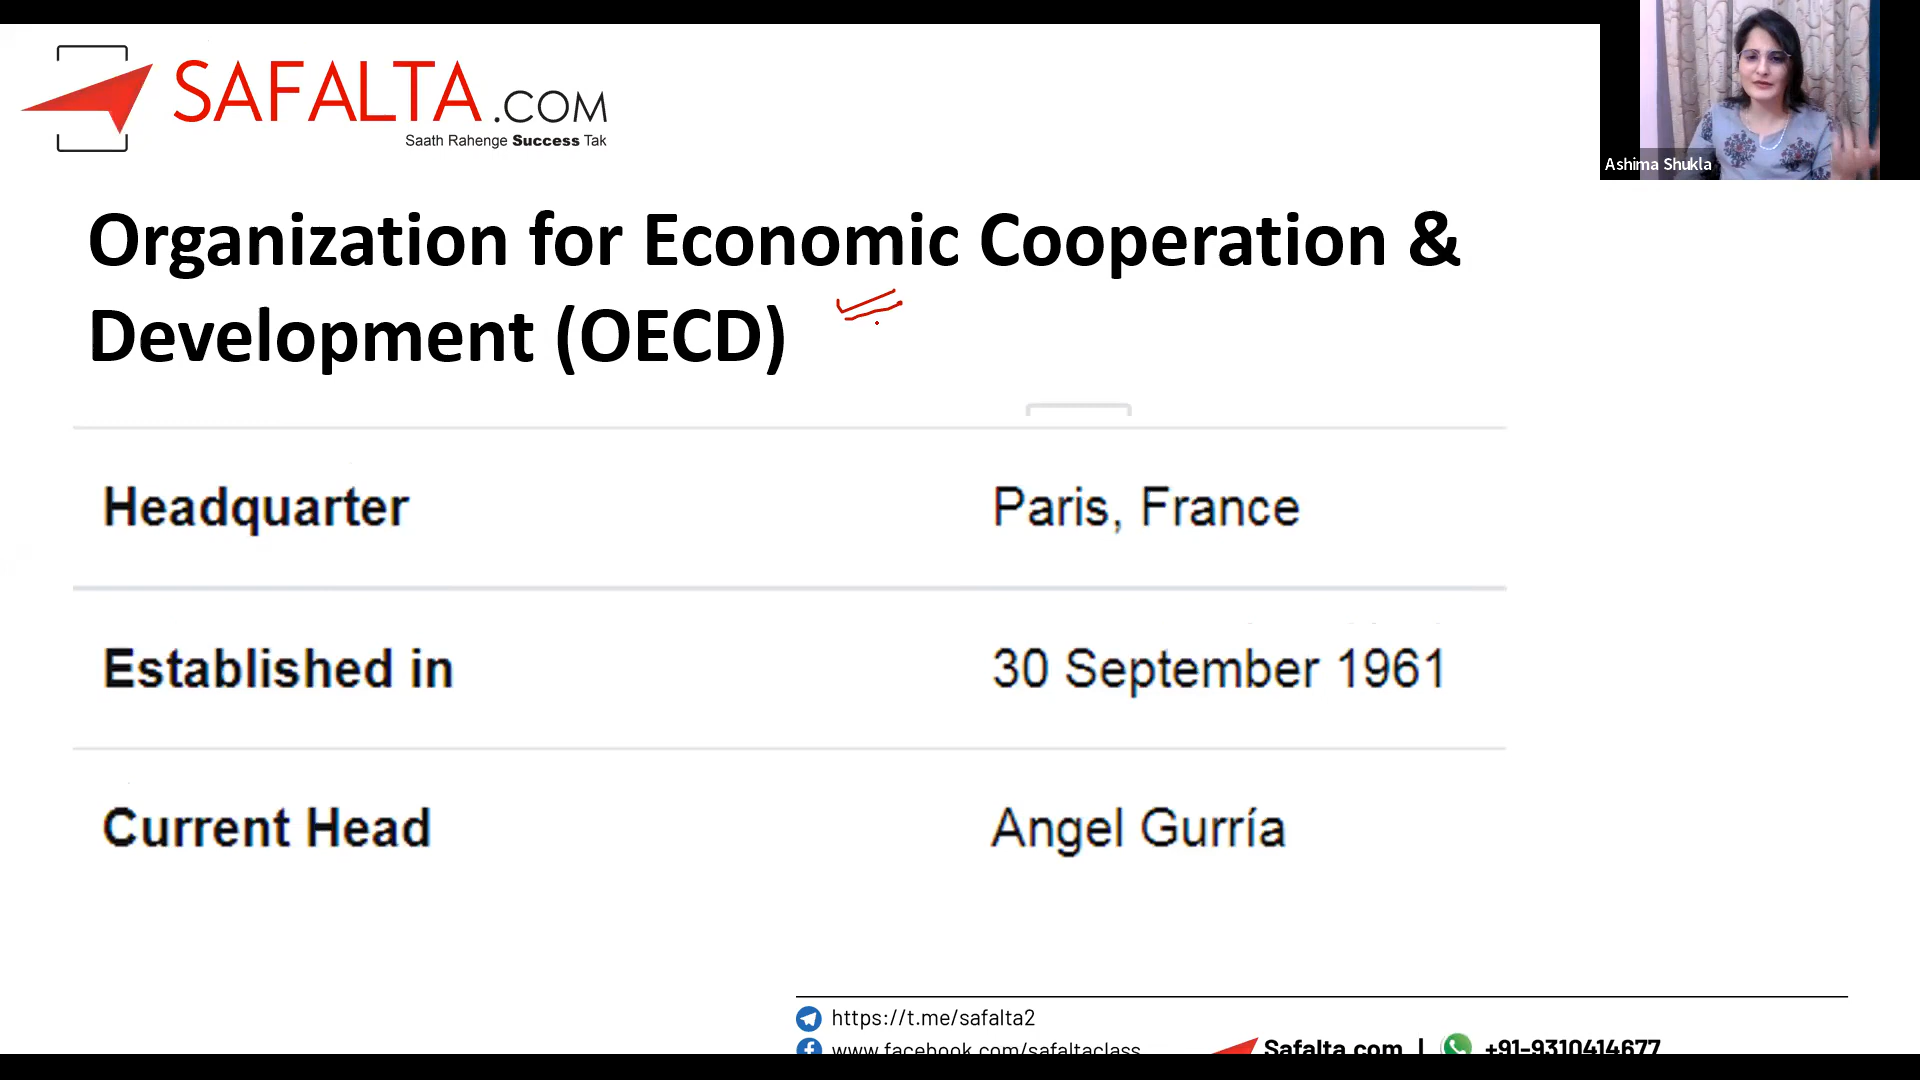 SAFALTA.COM
Saath Rahenge Success Tak
Ashima Shukla
Organization for Economic Cooperation &
Development (OECD)
Headquarter Paris, France
Established in 30 September 1961
Current Head Angel Gurría
https://t.me/safalta2
www.facebook.com/safaltaclass
Safalta.com | +91-9310414677